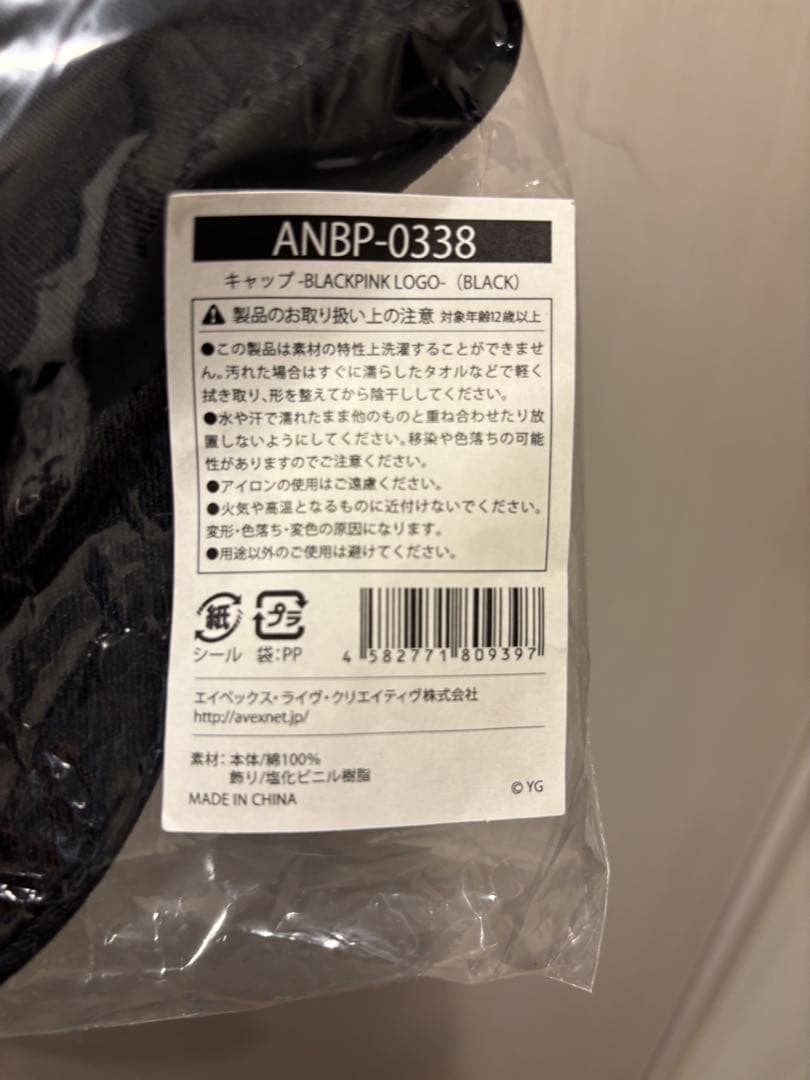 ANBP-0338
キャップ -BLACKPINK LOGO-（BLACK）
製品のお取り扱い上の注意 対象年齢12歳以上
●この製品は素材の特性上洗濯することができませ
ん。汚れた場合はすぐに濡らしたタオルなどで軽く
拭き取り、形を整えてから陰干ししてください。
●水や汗で濡れたまま他のものと重ね合わせたり放
置しないようにしてください。移染や色落ちの可能
性がありますのでご注意ください。
●アイロンの使用はご遠慮ください。
●火気や高温となるものに近付けないでください。
変形・色落ち・変色の原因になります。
●用途以外のご使用は避けてください。
紙 プラ
シール 袋：PP 4 582771 809397
エイベックス・ライヴ・クリエイティヴ株式会社
http://avexnet.jp/
素材：本体/綿100%
飾り/塩化ビニル樹脂
MADE IN CHINA © YG